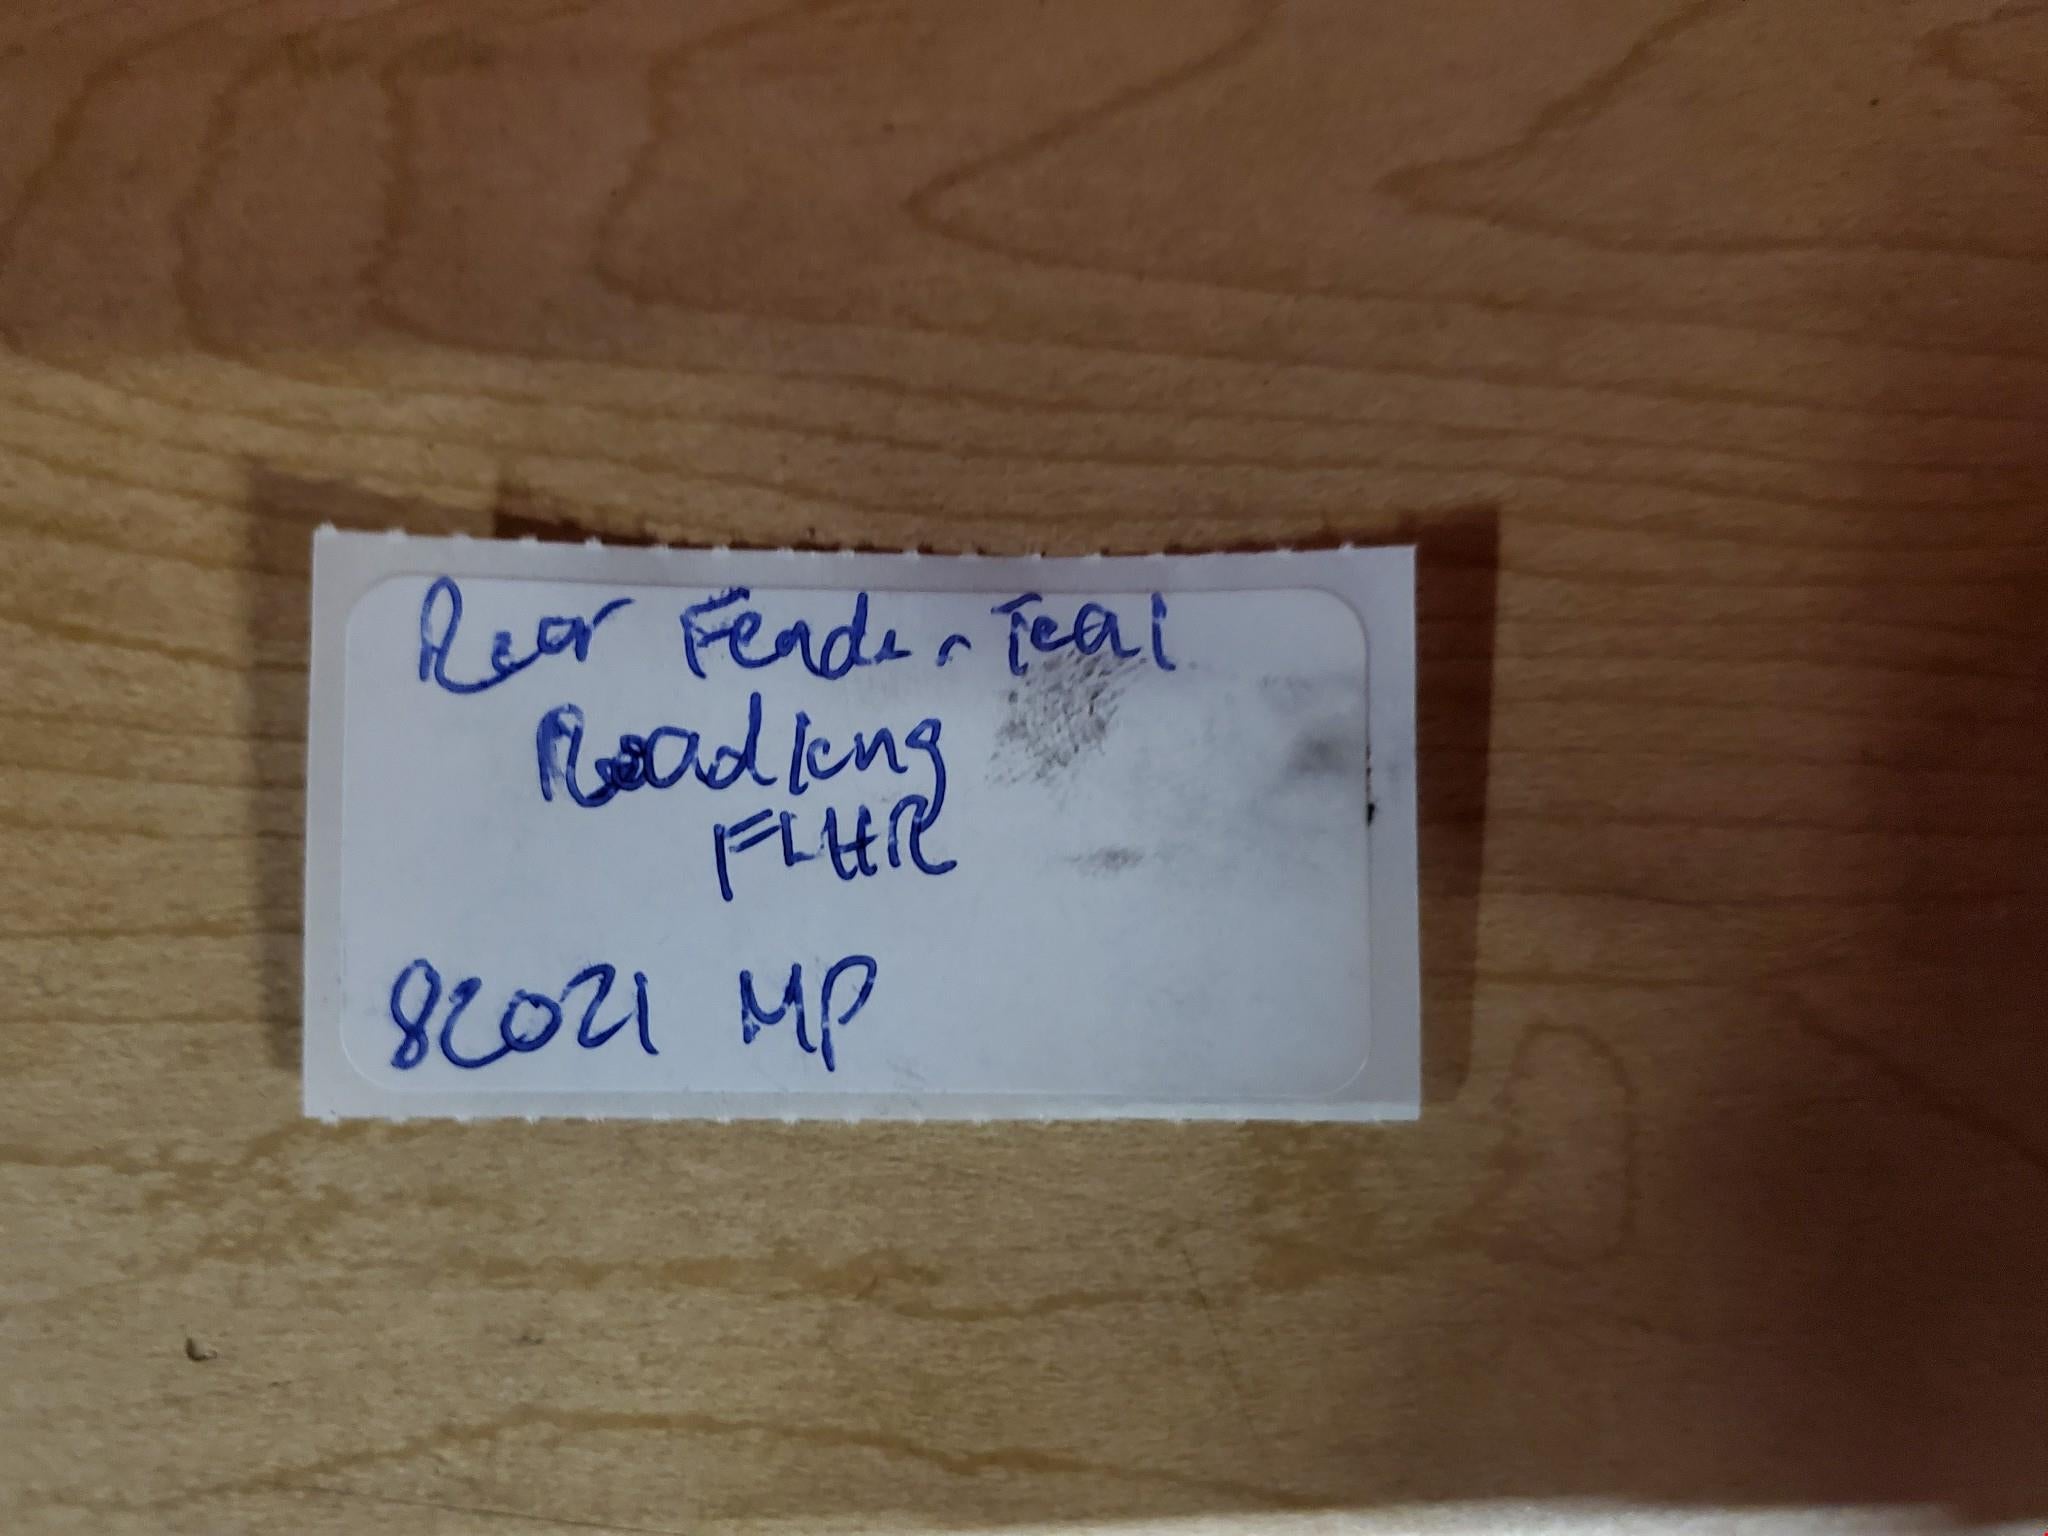 Rear Fender Teal
Roadking
FLHR
82021 MP